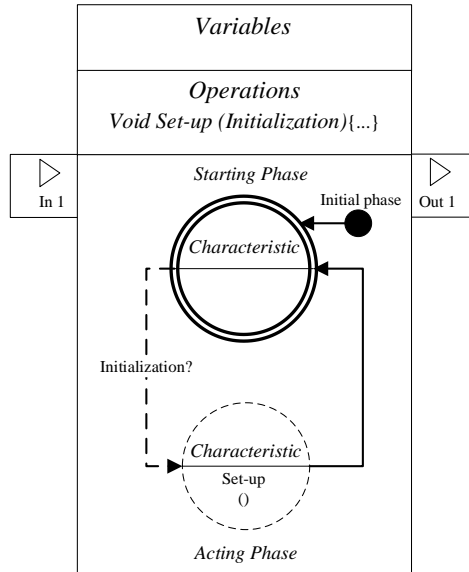 Variables
Operations
Void Set-up (Initialization){...}
Starting Phase
In 1
Out 1
Initial phase
Characteristic
Initialization?
Characteristic
Set-up
()
Acting Phase